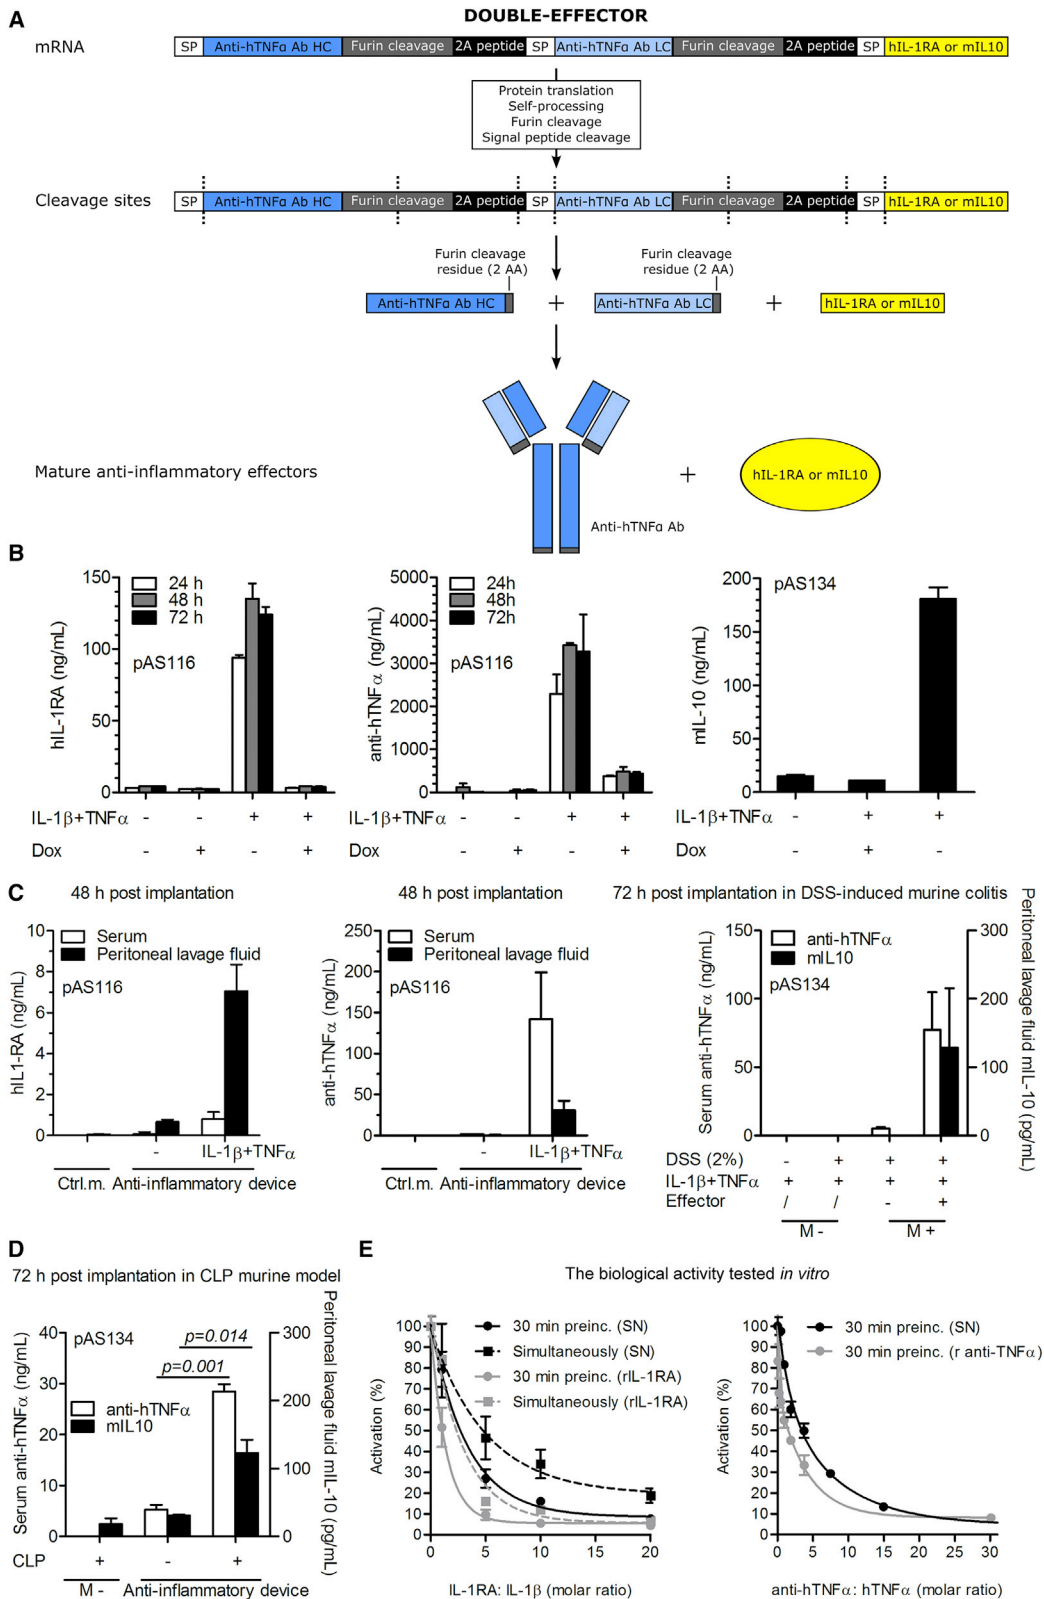 A
DOUBLE-EFFECTOR
mRNA
SP Anti-hTNFα Ab HC Furin cleavage 2A peptide SP Anti-hTNFα Ab LC Furin cleavage 2A peptide SP hIL-1RA or mIL10
Protein translation
Self-processing
Furin cleavage
Signal peptide cleavage
Cleavage sites
SP Anti-hTNFα Ab HC Furin cleavage 2A peptide SP Anti-hTNFα Ab LC Furin cleavage 2A peptide SP hIL-1RA or mIL10
Furin cleavage
residue (2 AA)
Furin cleavage
residue (2 AA)
Anti-hTNFα Ab HC + Anti-hTNFα Ab LC + hIL-1RA or mIL10
Mature anti-inflammatory effectors
+
hIL-1RA or mIL10
Anti-hTNFα Ab
B
hIL-1RA (ng/mL)
150
100
50
0
24 h
48 h
72 h
pAS116
IL-1β+TNFα - - + +
Dox - + - +
anti-hTNFα (ng/mL)
5000
4000
3000
2000
1000
0
24h
48h
72h
pAS116
IL-1β+TNFα - - + +
Dox - + - +
mIL-10 (ng/mL)
200
150
100
50
0
pAS134
IL-1β+TNFα - + +
Dox - + -
C
48 h post implantation
hIL1-RA (ng/mL)
10
8
6
4
2
0
Serum
Peritoneal lavage fluid
pAS116
- IL-1β+TNFα
Ctrl.m. Anti-inflammatory device
48 h post implantation
anti-hTNFα (ng/mL)
250
200
150
100
50
0
Serum
Peritoneal lavage fluid
pAS116
- IL-1β+TNFα
Ctrl.m. Anti-inflammatory device
72 h post implantation in DSS-induced murine colitis
Serum anti-hTNFα (ng/mL)
150
100
50
0
anti-hTNFα
mIL10
pAS134
300
200
100
0
Peritoneal lavage fluid mIL-10 (pg/mL)
DSS (2%) - + + +
IL-1β+TNFα + + + +
Effector / / - +
M - M +
D
72 h post implantation in CLP murine model
Serum anti-hTNFα (ng/mL)
40
30
20
10
0
pAS134
anti-hTNFα
mIL10
p=0.014
p=0.001
300
200
100
0
Peritoneal lavage fluid mIL-10 (pg/mL)
CLP + - +
M - Anti-inflammatory device
E
The biological activity tested in vitro
Activation (%)
100
90
80
70
60
50
40
30
20
10
0
30 min preinc. (SN)
Simultaneously (SN)
30 min preinc. (rIL-1RA)
Simultaneously (rIL-1RA)
0 5 10 15 20
IL-1RA: IL-1β (molar ratio)
Activation (%)
100
90
80
70
60
50
40
30
20
10
0
30 min preinc. (SN)
30 min preinc. (r anti-TNFα)
0 5 10 15 20 25 30
anti-hTNFα: hTNFα (molar ratio)